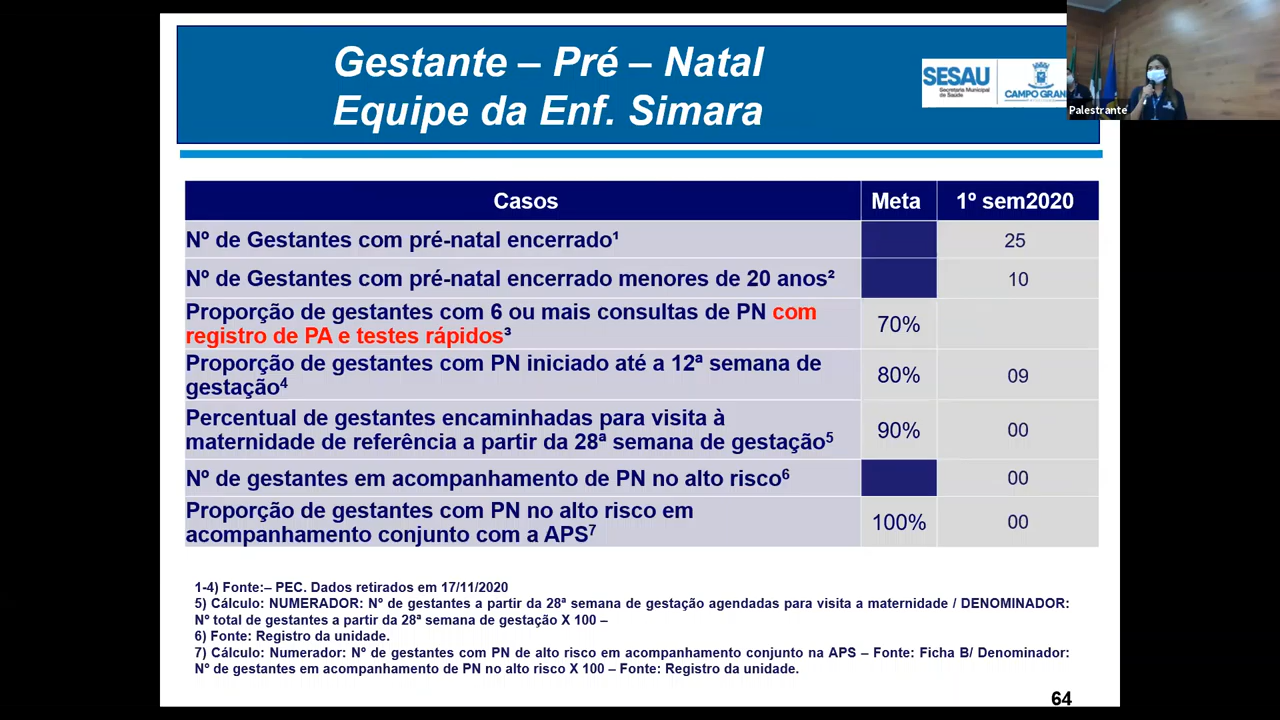 Gestante – Pré – Natal
Equipe da Enf. Simara
SESAU
Secretaria Municipal
de Saúde
CAMPO GRAN
Palestrante
Casos Meta 1º sem2020
Nº de Gestantes com pré-natal encerrado¹ 25
Nº de Gestantes com pré-natal encerrado menores de 20 anos² 10
Proporção de gestantes com 6 ou mais consultas de PN com
registro de PA e testes rápidos³ 70%
Proporção de gestantes com PN iniciado até a 12ª semana de
gestação⁴ 80% 09
Percentual de gestantes encaminhadas para visita à
maternidade de referência a partir da 28ª semana de gestação⁵ 90% 00
Nº de gestantes em acompanhamento de PN no alto risco⁶ 00
Proporção de gestantes com PN no alto risco em
acompanhamento conjunto com a APS⁷ 100% 00
1-4) Fonte:– PEC. Dados retirados em 17/11/2020
5) Cálculo: NUMERADOR: Nº de gestantes a partir da 28ª semana de gestação agendadas para visita a maternidade / DENOMINADOR:
Nº total de gestantes a partir da 28ª semana de gestação X 100 –
6) Fonte: Registro da unidade.
7) Cálculo: Numerador: Nº de gestantes com PN de alto risco em acompanhamento conjunto na APS – Fonte: Ficha B/ Denominador:
Nº de gestantes em acompanhamento de PN no alto risco X 100 – Fonte: Registro da unidade.
64